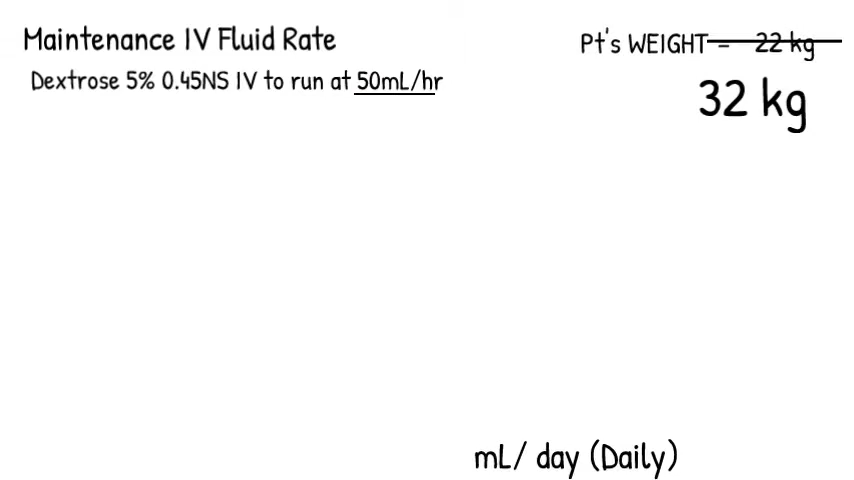 Maintenance IV Fluid Rate
Dextrose 5% 0.45NS IV to run at 50mL/hr
Pt's WEIGHT - 22 kg
32 kg
mL/ day (Daily)